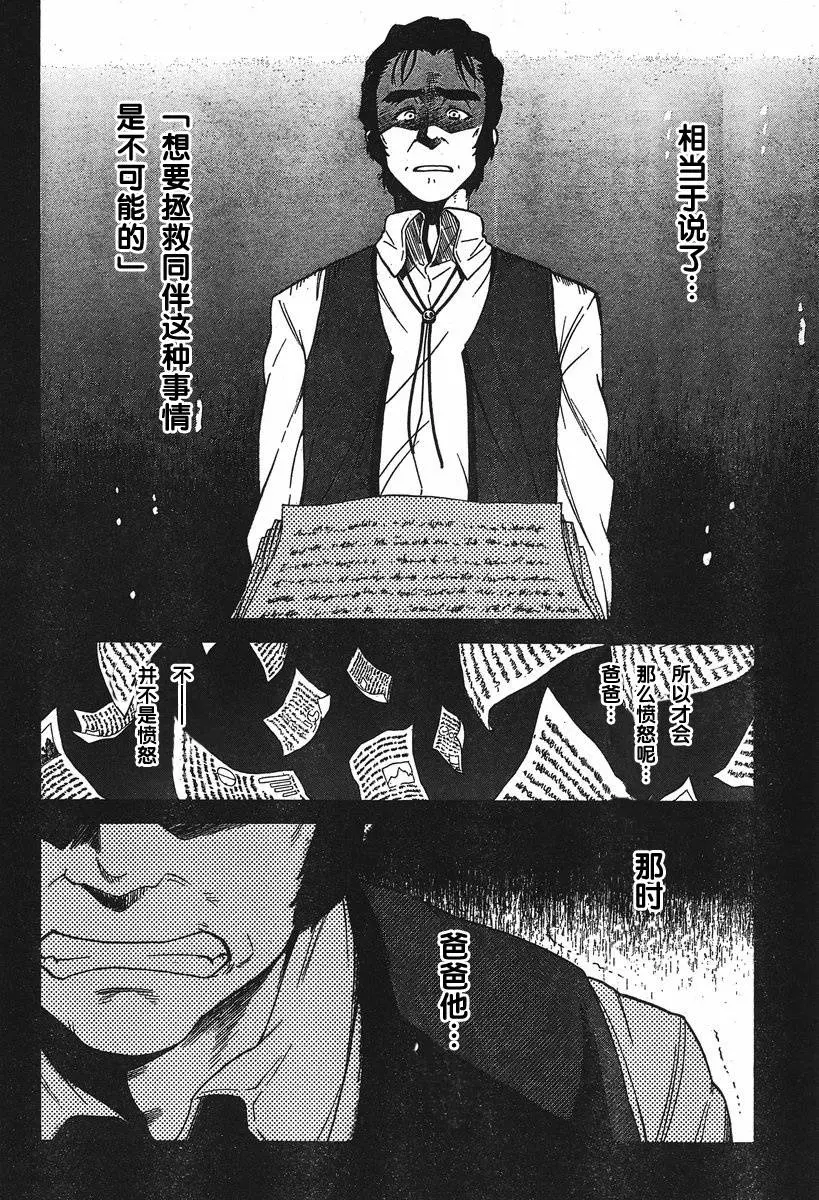 相当于说了…
「想要拯救同伴这种事情
是不可能的」
所以才会
那么愤怒呢…
爸爸…
不——
并不是愤怒
那时
爸爸他…